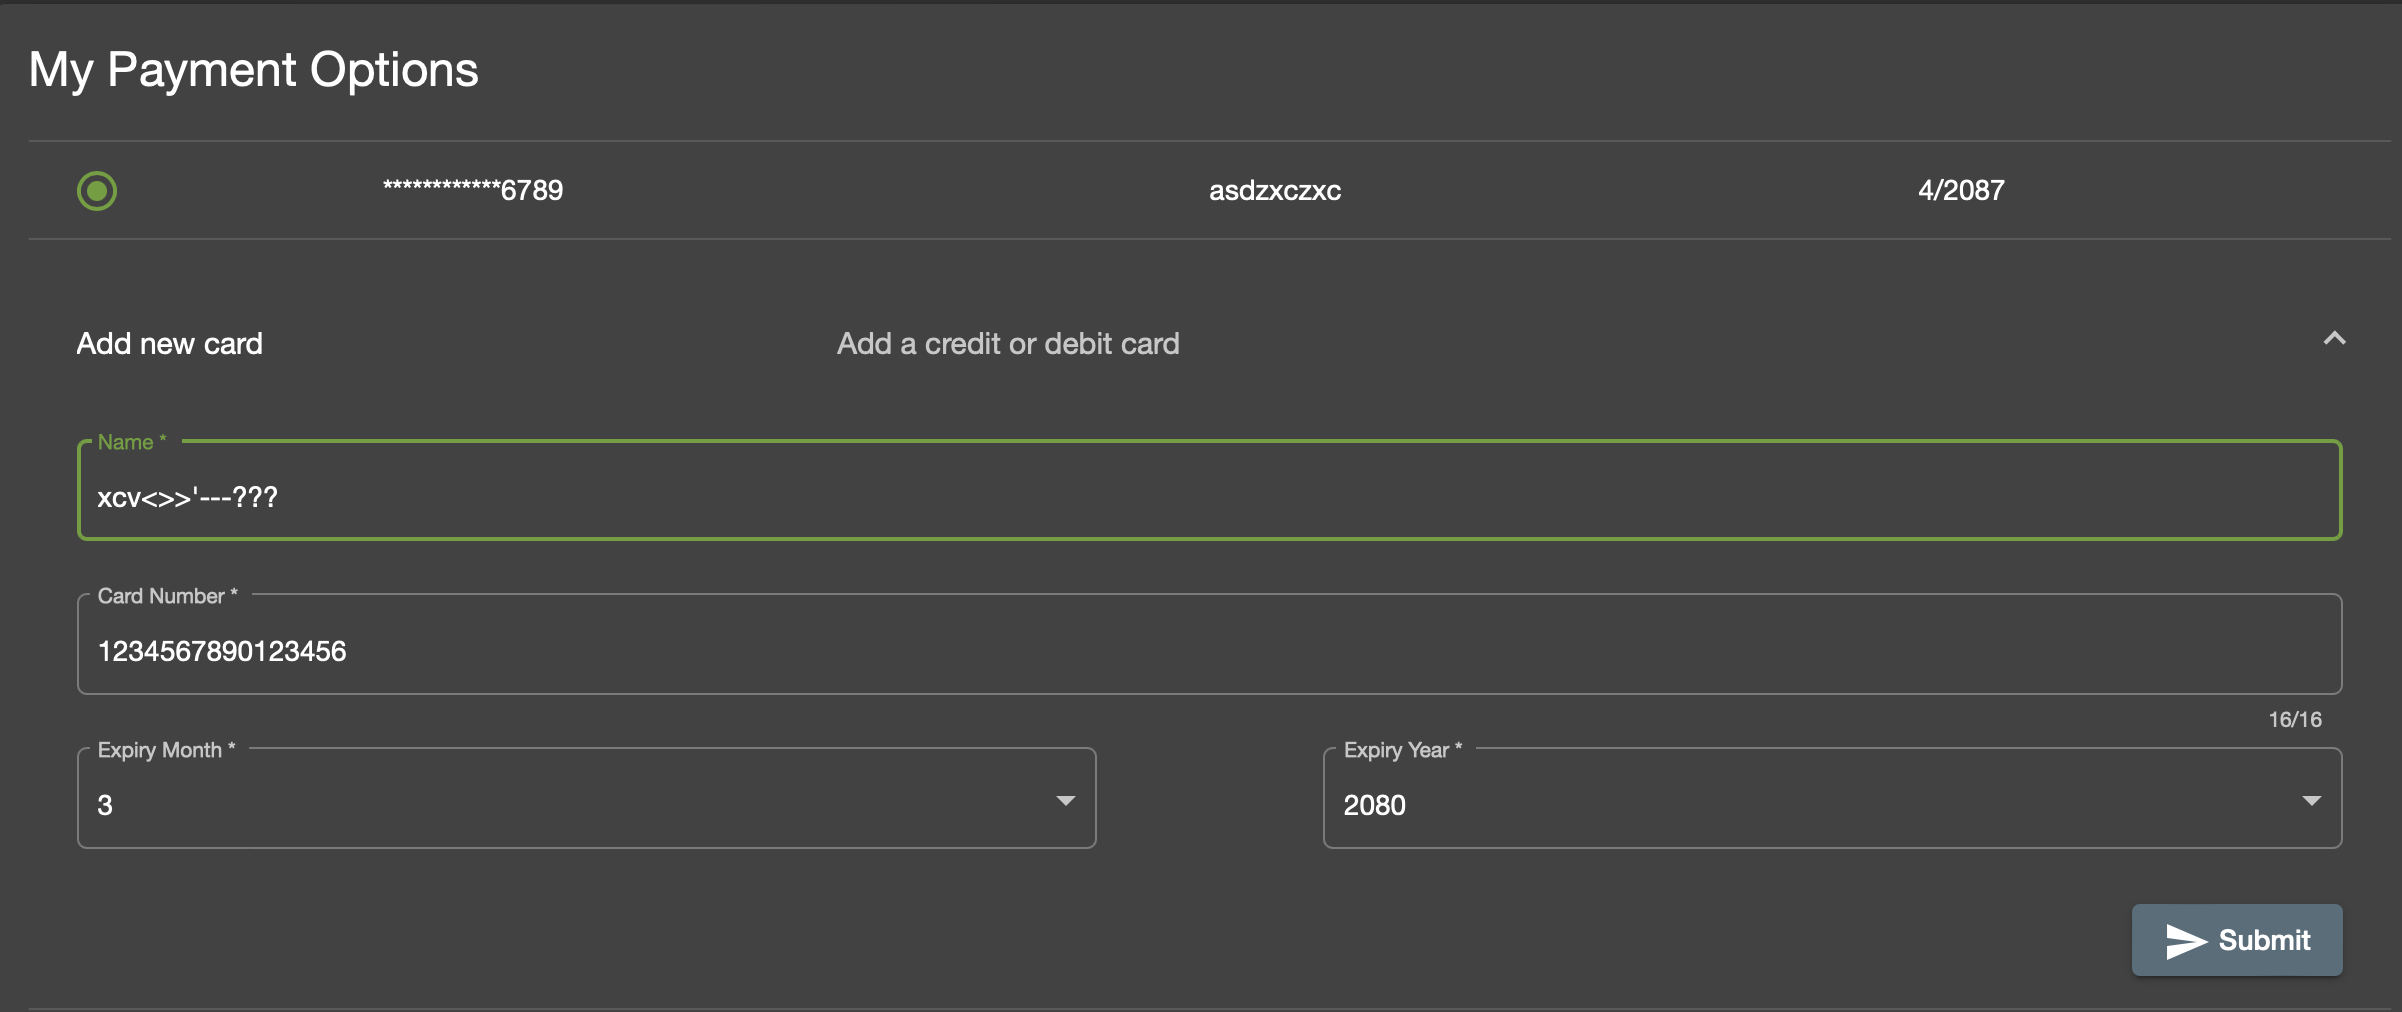 My Payment Options
************6789 asdzxczxc 4/2087
Add new card Add a credit or debit card
Name *
xcv<>>'---???
Card Number *
1234567890123456
16/16
Expiry Month * Expiry Year *
3 2080
Submit